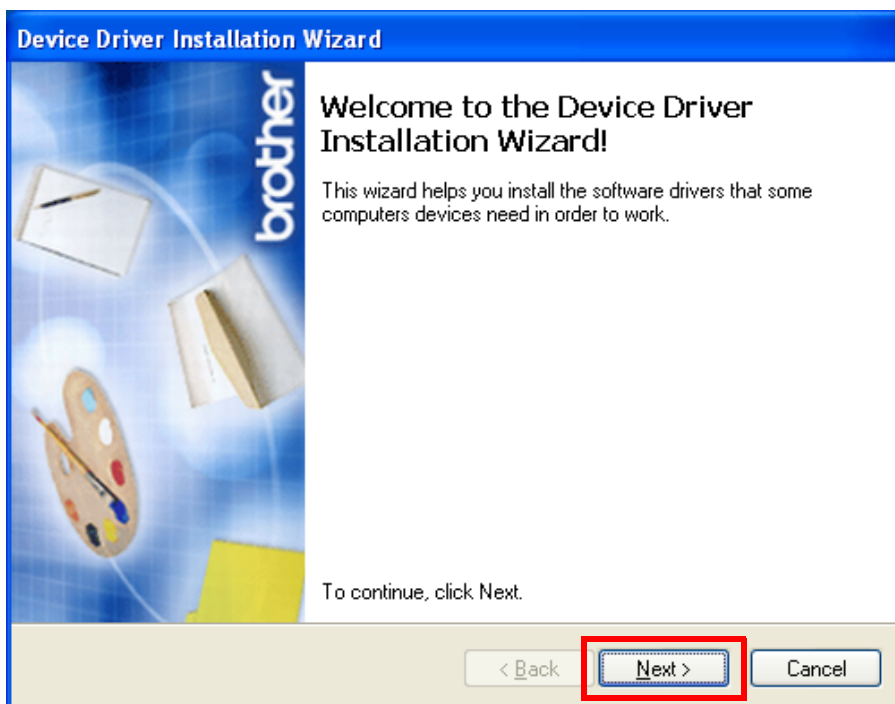 Device Driver Installation Wizard
brother
Welcome to the Device Driver
Installation Wizard!
This wizard helps you install the software drivers that some
computers devices need in order to work.
To continue, click Next.
< Back
Next >
Cancel